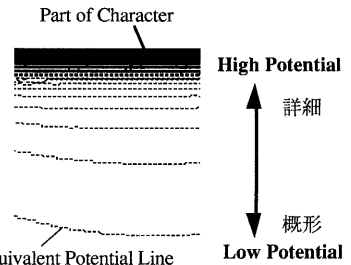 Part of Character
High Potential
詳細
概形
Low Potential
uivalent Potential Line